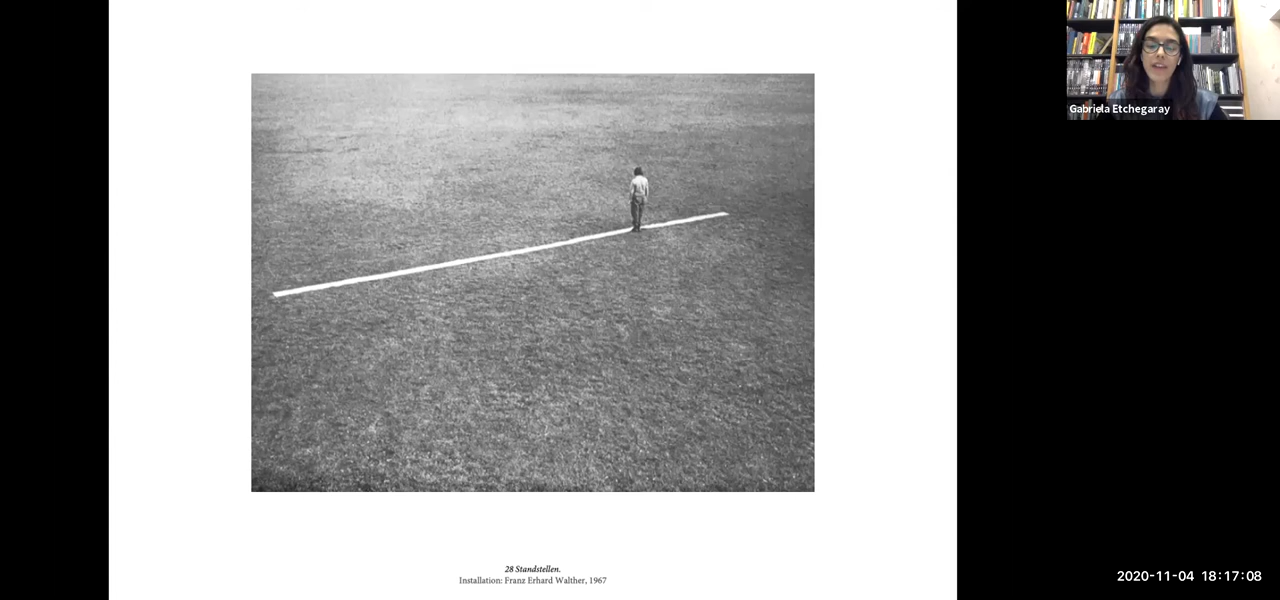 Gabriela Etchegaray
28 Standstellen.
Installation: Franz Erhard Walther, 1967
2020-11-04 18:17:08